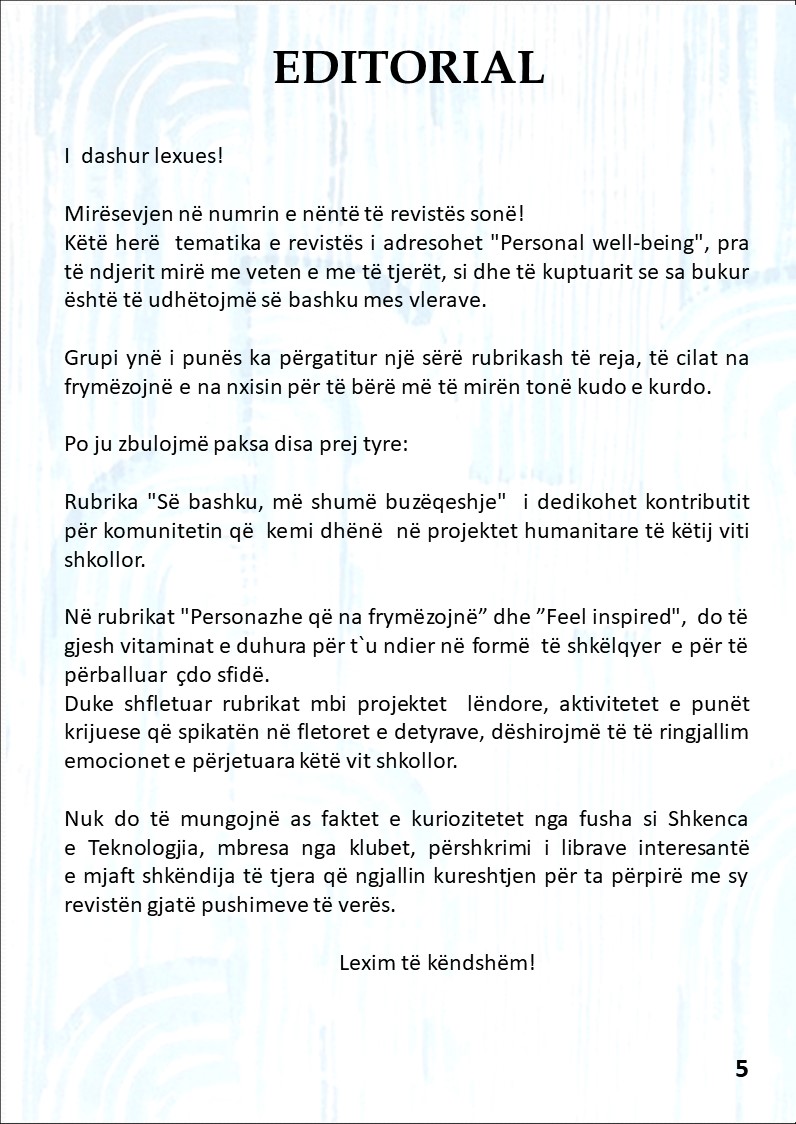 EDITORIAL
I dashur lexues!
Mirësevjen në numrin e nëntë të revistës sonë!
Këtë herë tematika e revistës i adresohet "Personal well-being", pra
të ndjerit mirë me veten e me të tjerët, si dhe të kuptuarit se sa bukur
është të udhëtojmë së bashku mes vlerave.
Grupi ynë i punës ka përgatitur një sërë rubrikash të reja, të cilat na
frymëzojnë e na nxisin për të bërë më të mirën tonë kudo e kurdo.
Po ju zbulojmë paksa disa prej tyre:
Rubrika "Së bashku, më shumë buzëqeshje" i dedikohet kontributit
për komunitetin që kemi dhënë në projektet humanitare të këtij viti
shkollor.
Në rubrikat "Personazhe që na frymëzojnë” dhe ”Feel inspired", do të
gjesh vitaminat e duhura për t`u ndier në formë të shkëlqyer e për të
përballuar çdo sfidë.
Duke shfletuar rubrikat mbi projektet lëndore, aktivitetet e punët
krijuese që spikatën në fletoret e detyrave, dëshirojmë të të ringjallim
emocionet e përjetuara këtë vit shkollor.
Nuk do të mungojnë as faktet e kuriozitetet nga fusha si Shkenca
e Teknologjia, mbresa nga klubet, përshkrimi i librave interesantë
e mjaft shkëndija të tjera që ngjallin kureshtjen për ta përpirë me sy
revistën gjatë pushimeve të verës.
Lexim të këndshëm!
5